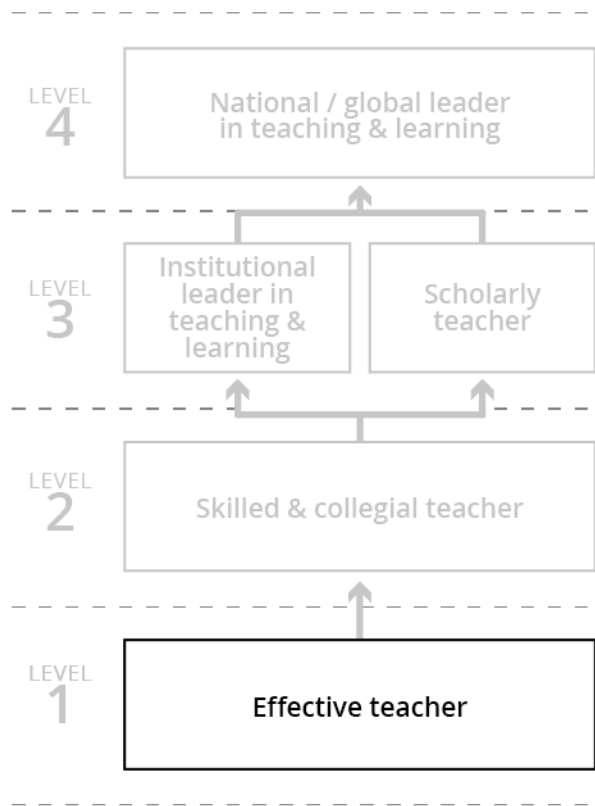 LEVEL
4
National / global leader
in teaching & learning
LEVEL
3
Institutional
leader in
teaching &
learning
Scholarly
teacher
LEVEL
2
Skilled & collegial teacher
LEVEL
1
Effective teacher